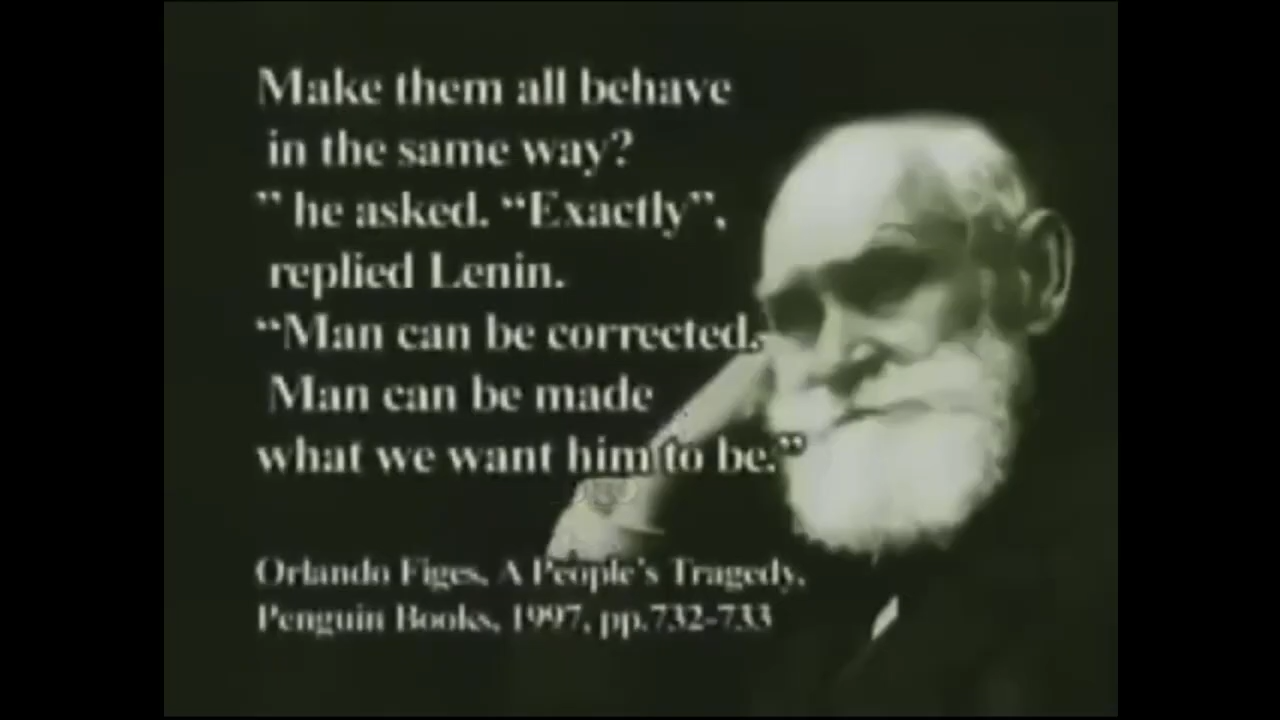 Make them all behave
in the same way?
” he asked. “Exactly”,
replied Lenin.
“Man can be corrected.
Man can be made
what we want him to be.”
Orlando Figes, A People's Tragedy,
Penguin Books, 1997, pp.732-733